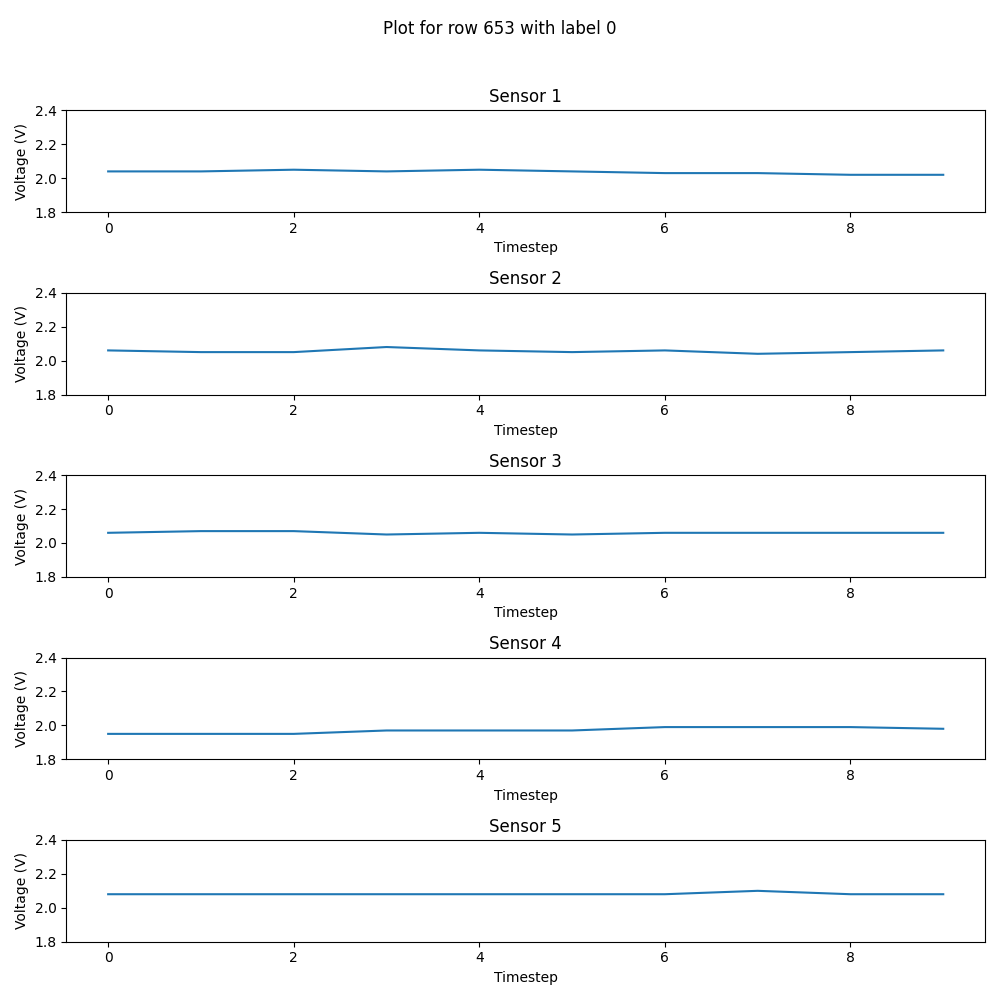 Plot for row 653 with label 0
Sensor 1
2.4
2.2
2.0
1.8
Voltage (V)
0 2 4 6 8
Timestep
Sensor 2
2.4
2.2
2.0
1.8
Voltage (V)
0 2 4 6 8
Timestep
Sensor 3
2.4
2.2
2.0
1.8
Voltage (V)
0 2 4 6 8
Timestep
Sensor 4
2.4
2.2
2.0
1.8
Voltage (V)
0 2 4 6 8
Timestep
Sensor 5
2.4
2.2
2.0
1.8
Voltage (V)
0 2 4 6 8
Timestep